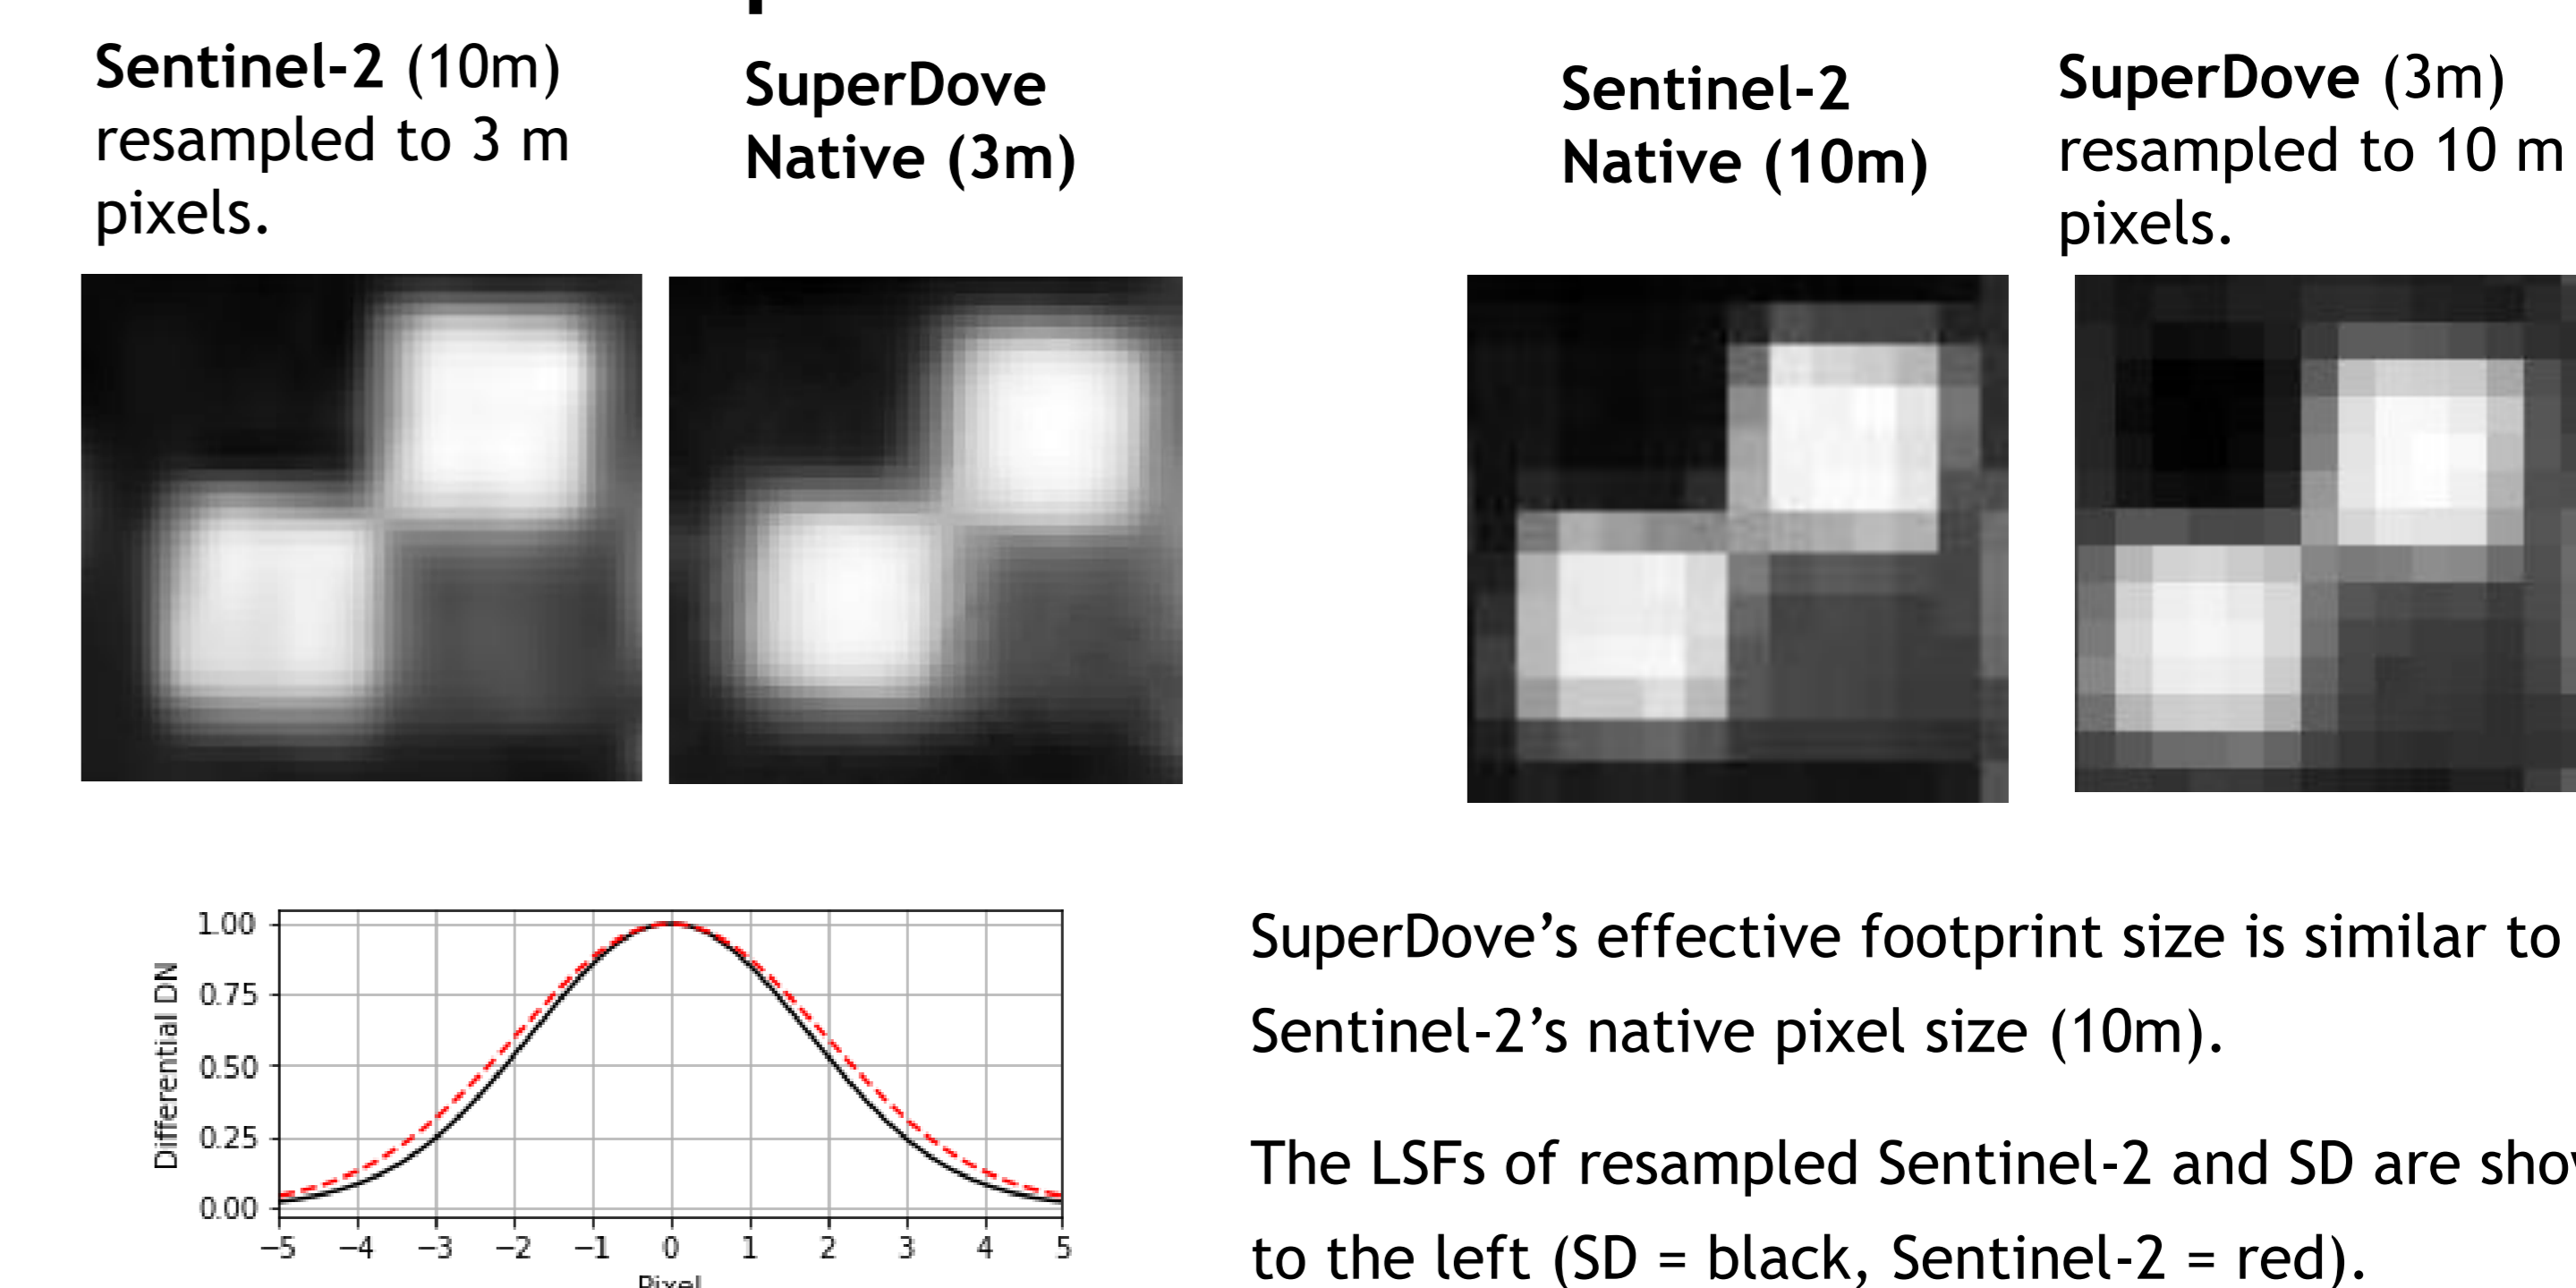 Sentinel-2 (10m)
resampled to 3 m
pixels.
SuperDove
Native (3m)
Sentinel-2
Native (10m)
SuperDove (3m)
resampled to 10 m
pixels.
1.00
0.75
0.50
0.25
0.00
Differential DN
−5 −4 −3 −2 −1 0 1 2 3 4 5
Pixel
SuperDove’s effective footprint size is similar to
Sentinel-2’s native pixel size (10m).
The LSFs of resampled Sentinel-2 and SD are
to the left (SD = black, Sentinel-2 = red).